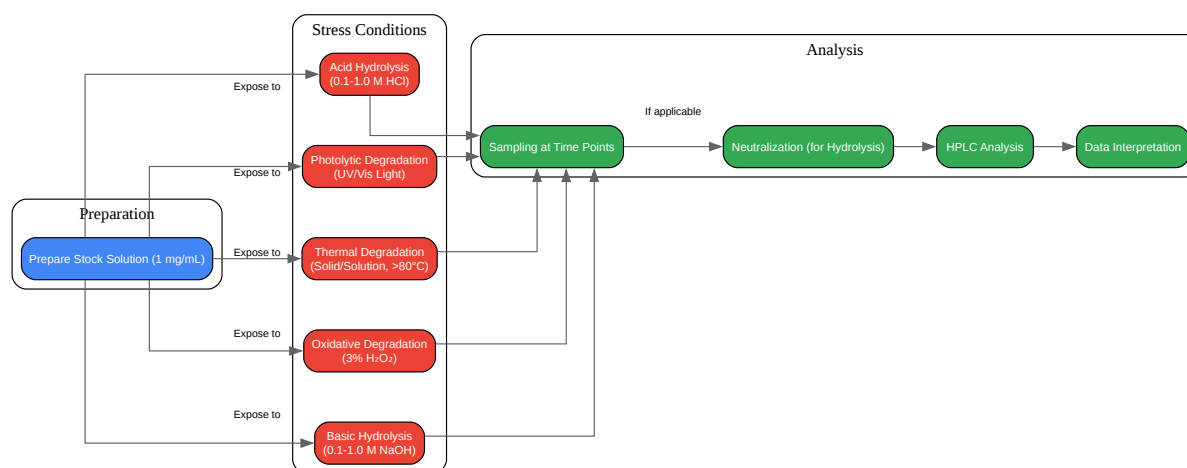 Stress Conditions
Analysis
Acid Hydrolysis
(0.1-1.0 M HCl)
Expose to
If applicable
Sampling at Time Points
Neutralization (for Hydrolysis)
HPLC Analysis
Data Interpretation
Photolytic Degradation
(UV/Vis Light)
Expose to
Preparation
Prepare Stock Solution (1 mg/mL)
Expose to
Thermal Degradation
(Solid/Solution, >80°C)
Expose to
Oxidative Degradation
(3% H₂O₂)
Expose to
Basic Hydrolysis
(0.1-1.0 M NaOH)